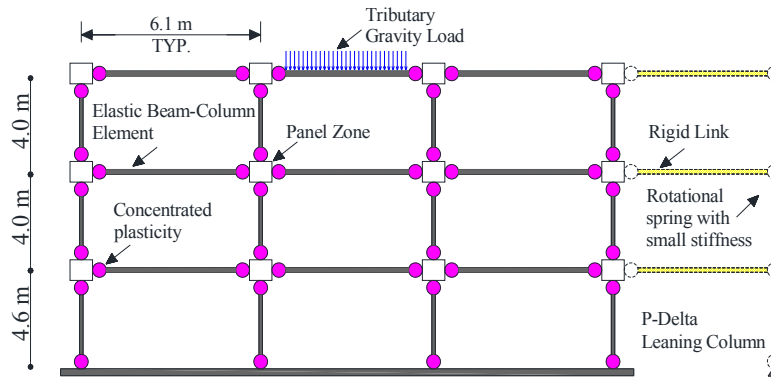 6.1 m
TYP.
Tributary
Gravity Load
4.0 m
Elastic Beam-Column
Element
Panel Zone
Rigid Link
4.0 m
Concentrated
plasticity
Rotational
spring with
small stiffness
4.6 m
P-Delta
Leaning Column